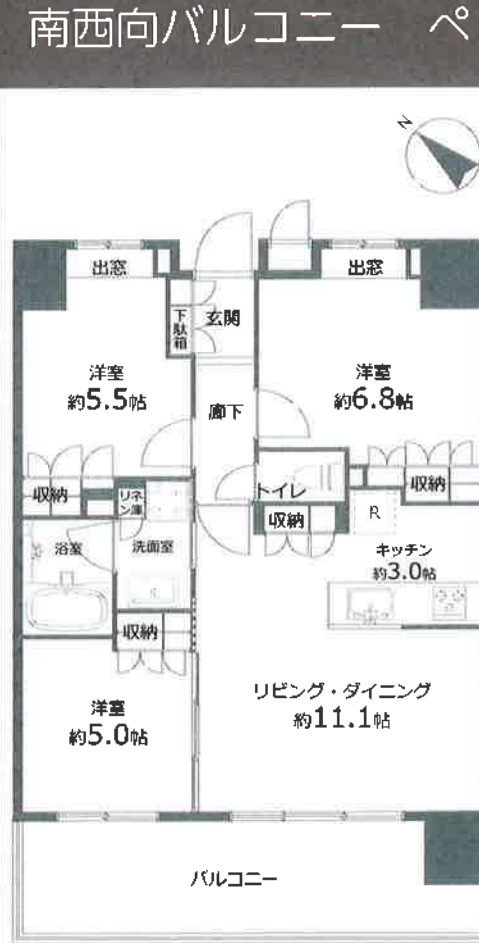 南西向バルコニー ペ
N
出窓
出窓
下駄箱
玄関
洋室
約5.5帖
洋室
約6.8帖
廊下
収納
リネン庫
トイレ
収納
収納
R
浴室
洗面室
キッチン
約3.0帖
収納
洋室
約5.0帖
リビング・ダイニング
約11.1帖
バルコニー